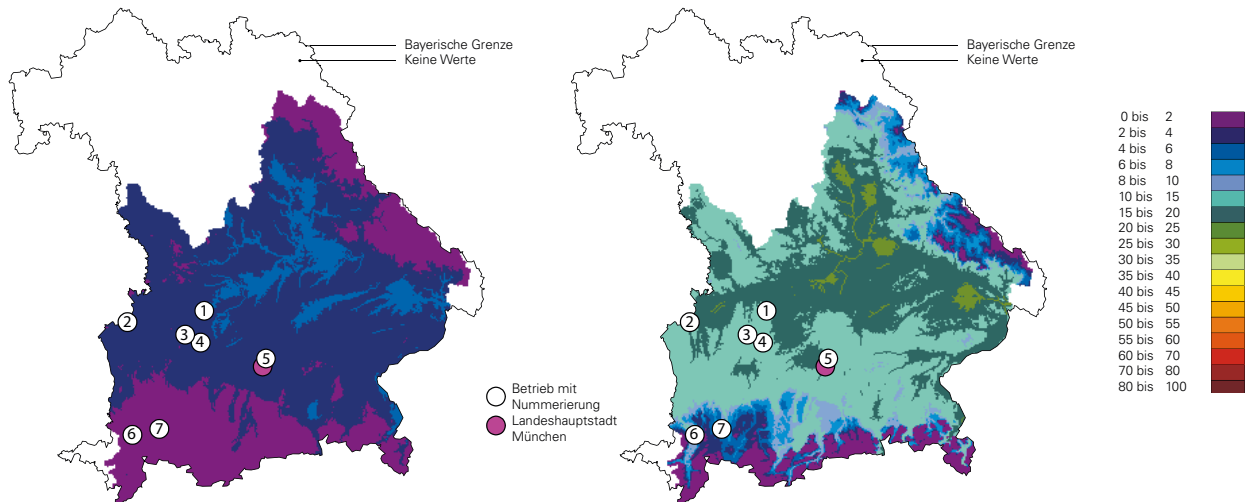 Bayerische Grenze
Keine Werte
1
2
3
4
5
6
7
Betrieb mit
Nummerierung
Landeshauptstadt
München
Bayerische Grenze
Keine Werte
1
2
3
4
5
6
7
0 bis 2
2 bis 4
4 bis 6
6 bis 8
8 bis 10
10 bis 15
15 bis 20
20 bis 25
25 bis 30
30 bis 35
35 bis 40
40 bis 45
45 bis 50
50 bis 55
55 bis 60
60 bis 70
70 bis 80
80 bis 100